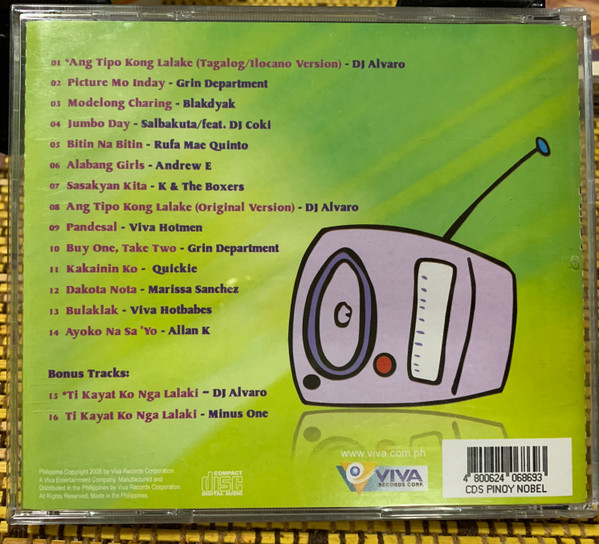 01 *Ang Tipo Kong Lalake (Tagalog/Ilocano Version) - DJ Alvaro
02 Picture Mo Inday - Grin Department
03 Modelong Charing - Blakdyak
04 Jumbo Day - Salbakuta/feat. DJ Coki
05 Bitin Na Bitin - Rufa Mae Quinto
06 Alabang Girls - Andrew E
07 Sasakyan Kita - K & The Boxers
08 Ang Tipo Kong Lalake (Original Version) - DJ Alvaro
09 Pandesal - Viva Hotmen
10 Buy One, Take Two - Grin Department
11 Kakainin Ko - Quickie
12 Dakota Nota - Marissa Sanchez
13 Bulaklak - Viva Hotbabes
14 Ayoko Na Sa 'Yo - Allan K
Bonus Tracks:
15 *Ti Kayat Ko Nga Lalaki – DJ Alvaro
16 Ti Kayat Ko Nga Lalaki - Minus One
Philippine Copyright 2005 by Viva Records Corporation.
A Viva Entertainment Company. Manufactured and
Distributed in the Philippines by Viva Records Corporation.
All Rights Reserved. Made in the Philippines.
COMPACT
disc
DIGITAL AUDIO
www.viva.com.ph
VIVA
RECORDS CORP.
4 800624 068693
CDS PINOY NOBEL